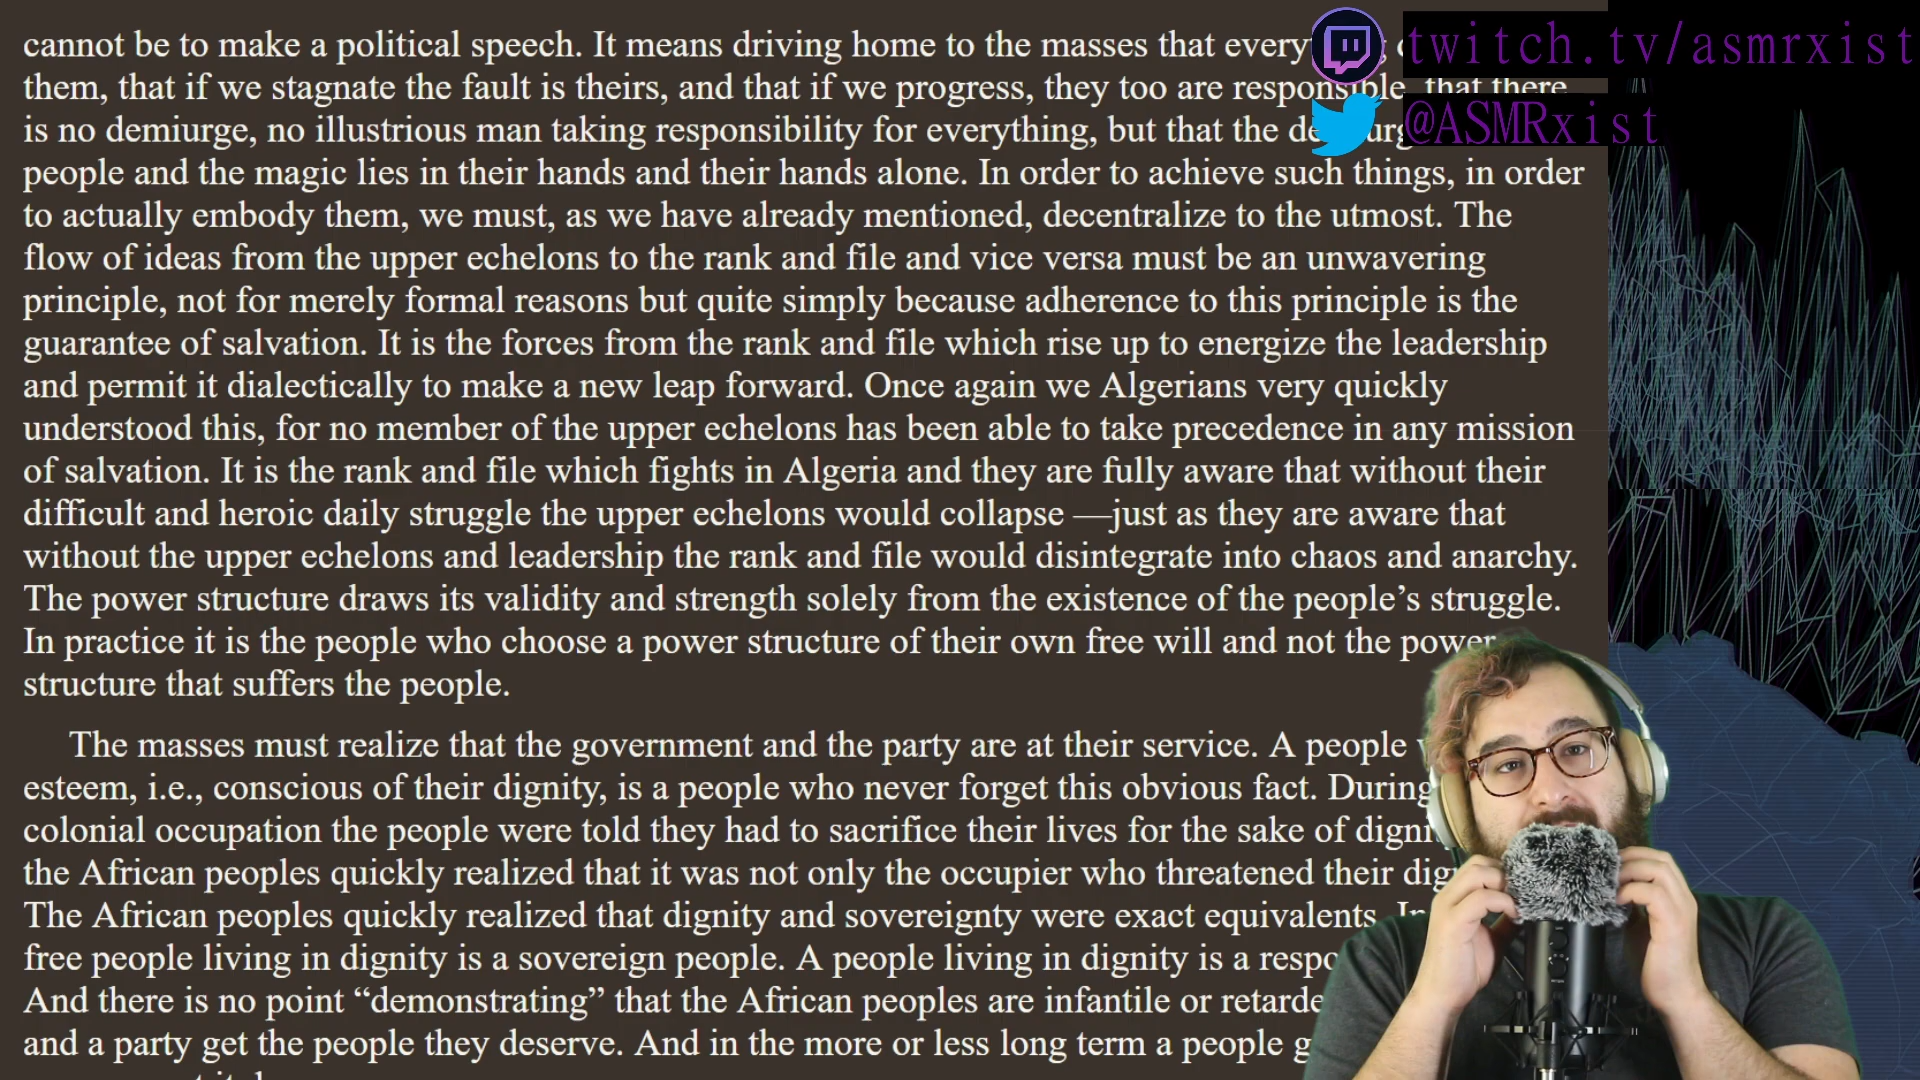 cannot be to make a political speech. It means driving home to the masses that
them, that if we stagnate the fault is theirs, and that if we progress, they too are responsible, that there
is no demiurge, no illustrious man taking responsibility for everything, but that the
people and the magic lies in their hands and their hands alone. In order to achieve such things, in order
to actually embody them, we must, as we have already mentioned, decentralize to the utmost. The
flow of ideas from the upper echelons to the rank and file and vice versa must be an unwavering
principle, not for merely formal reasons but quite simply because adherence to this principle is the
guarantee of salvation. It is the forces from the rank and file which rise up to energize the leadership
and permit it dialectically to make a new leap forward. Once again we Algerians very quickly
understood this, for no member of the upper echelons has been able to take precedence in any mission
of salvation. It is the rank and file which fights in Algeria and they are fully aware that without their
difficult and heroic daily struggle the upper echelons would collapse —just as they are aware that
without the upper echelons and leadership the rank and file would disintegrate into chaos and anarchy.
The power structure draws its validity and strength solely from the existence of the people’s struggle.
In practice it is the people who choose a power structure of their own free will and not the power
structure that suffers the people.
The masses must realize that the government and the party are at their service. A people
esteem, i.e., conscious of their dignity, is a people who never forget this obvious fact. During
colonial occupation the people were told they had to sacrifice their lives for the sake of
the African peoples quickly realized that it was not only the occupier who threatened their
The African peoples quickly realized that dignity and sovereignty were exact equivalents.
free people living in dignity is a sovereign people. A people living in dignity is a
And there is no point “demonstrating” that the African peoples are infantile or
and a party get the people they deserve. And in the more or less long term a people
twitch.tv/asmrxist
@ASMRxist